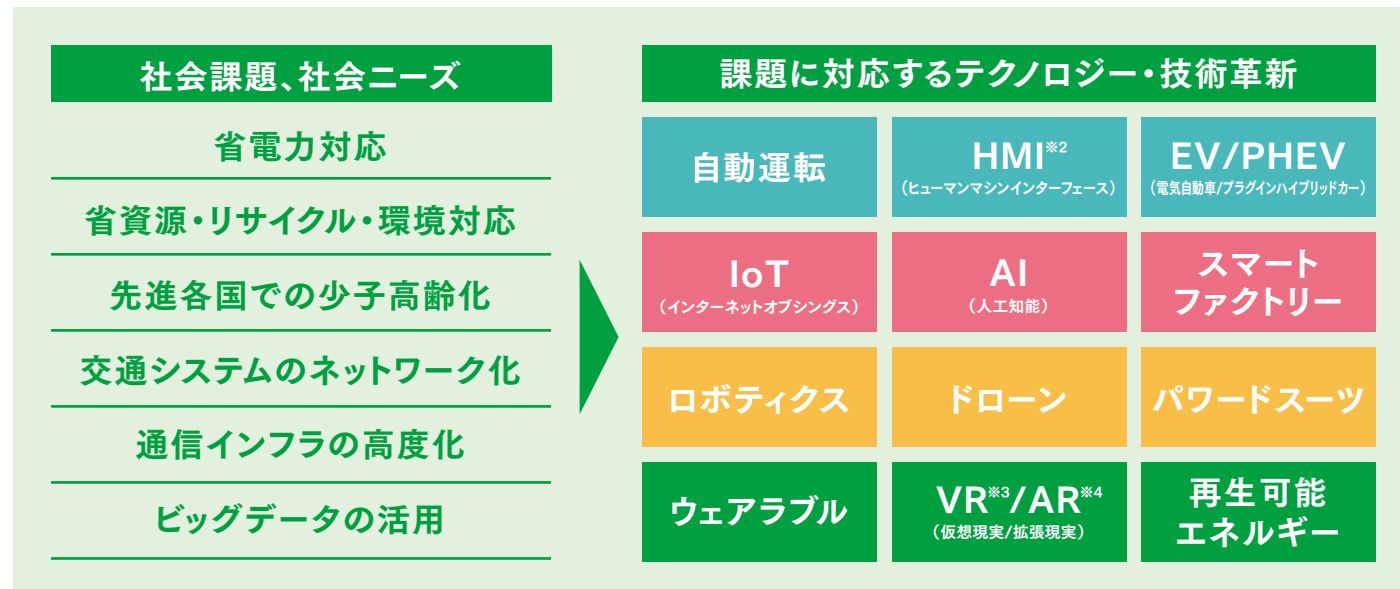 社会課題、社会ニーズ
省電力対応
省資源・リサイクル・環境対応
先進各国での少子高齢化
交通システムのネットワーク化
通信インフラの高度化
ビッグデータの活用
課題に対応するテクノロジー・技術革新
自動運転
HMI※2
（ヒューマンマシンインターフェース）
EV/PHEV
（電気自動車/プラグインハイブリッドカー）
IoT
（インターネットオブシングス）
AI
（人工知能）
スマート
ファクトリー
ロボティクス
ドローン
パワードスーツ
ウェアラブル
VR※3/AR※4
（仮想現実/拡張現実）
再生可能
エネルギー